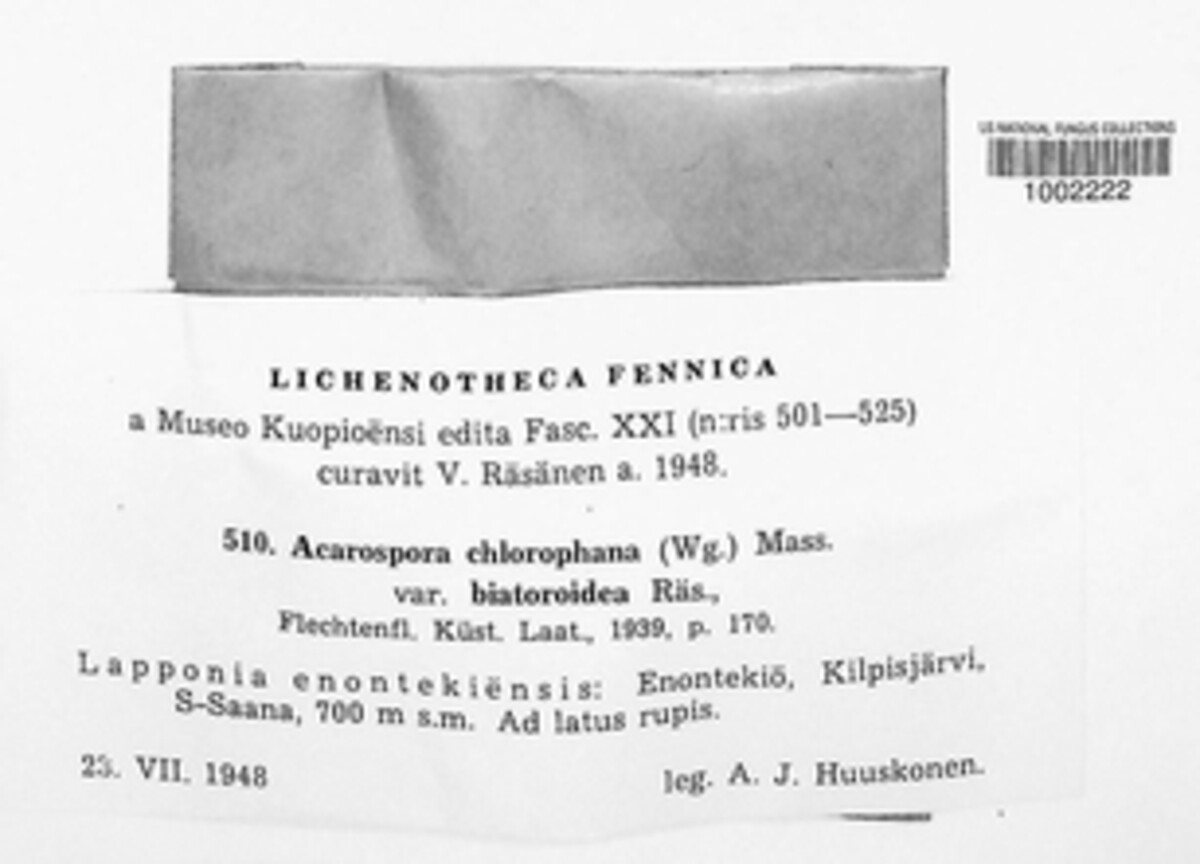 US NATIONAL FUNGUS COLLECTIONS
1002222
LICHENOTHECA FENNICA
a Museo Kuopioënsi edita Fasc. XXI (n:ris 501—525)
curavit V. Räsänen a. 1948.
510. Acarospora chlorophana (Wg.) Mass.
var. biatoroidea Räs.,
Flechtenfl. Küst. Laat., 1939, p. 170.
Lapponia enontekiënsis: Enontekiö, Kilpisjärvi,
S-Saana, 700 m s.m. Ad latus rupis.
VII. 1948
leg. A. J. Huuskonen.